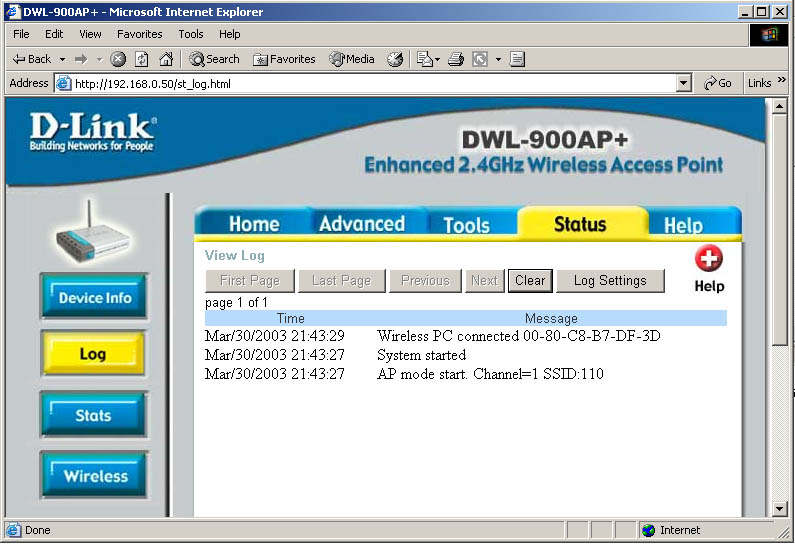 DWL-900AP+ - Microsoft Internet Explorer
File Edit View Favorites Tools Help
Back Search Favorites Media
Address http://192.168.0.50/st_log.html Go Links »
D-Link®
Building Networks for People
DWL-900AP+
Enhanced 2.4GHz Wireless Access Point
Home Advanced Tools Status Help
View Log
First Page Last Page Previous Next Clear Log Settings
Help
page 1 of 1
Time Message
Mar/30/2003 21:43:29 Wireless PC connected 00-80-C8-B7-DF-3D
Mar/30/2003 21:43:27 System started
Mar/30/2003 21:43:27 AP mode start. Channel=1 SSID:110
Device Info
Log
Stats
Wireless
Done Internet